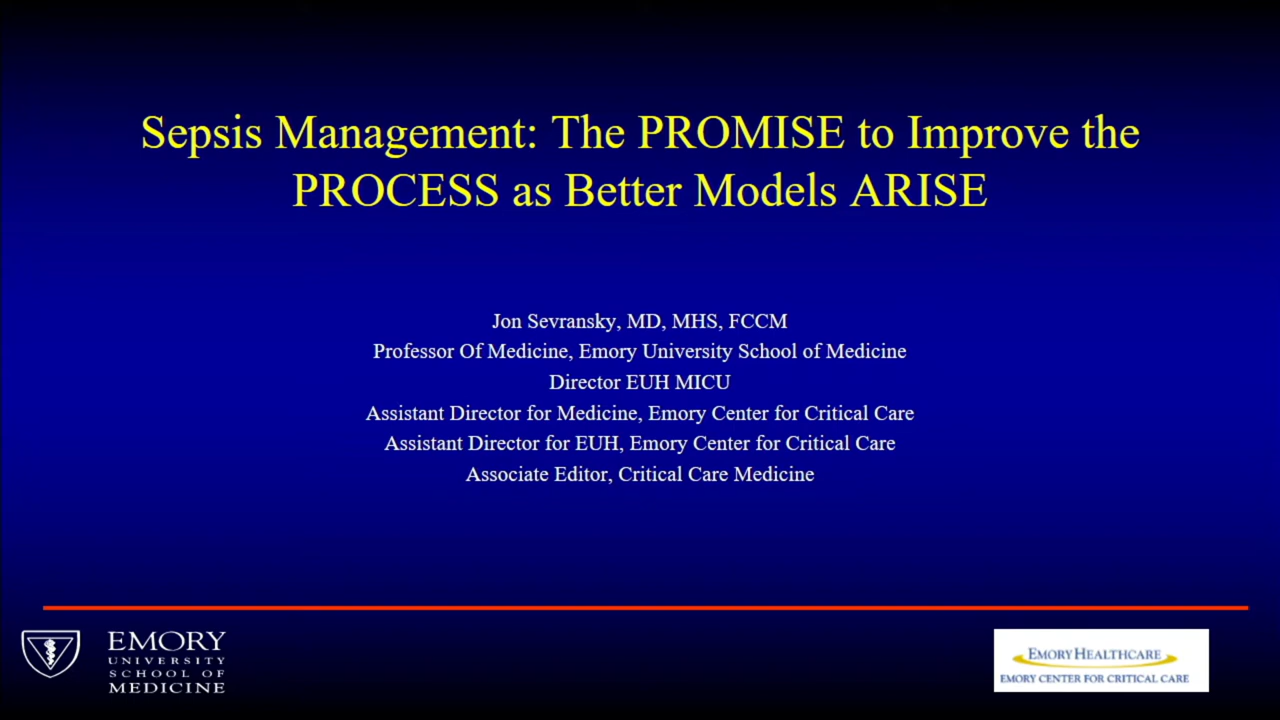 Sepsis Management: The PROMISE to Improve the
PROCESS as Better Models ARISE
Jon Sevransky, MD, MHS, FCCM
Professor Of Medicine, Emory University School of Medicine
Director EUH MICU
Assistant Director for Medicine, Emory Center for Critical Care
Assistant Director for EUH, Emory Center for Critical Care
Associate Editor, Critical Care Medicine
EMORY
UNIVERSITY
SCHOOL OF
MEDICINE
EMORY HEALTHCARE
EMORY CENTER FOR CRITICAL CARE